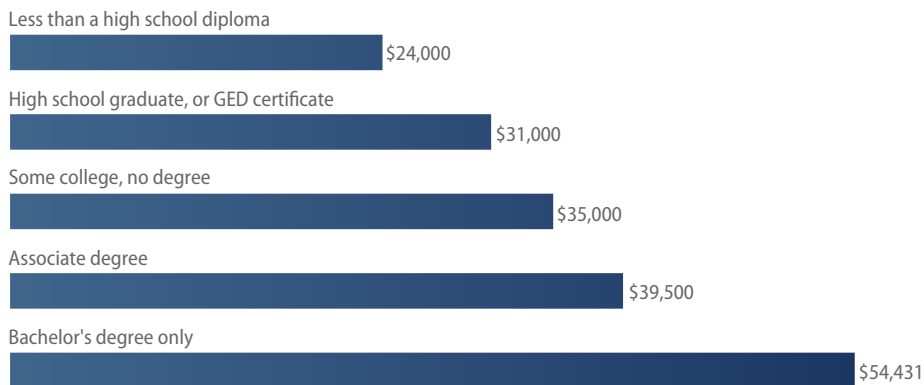 Less than a high school diploma
$24,000
High school graduate, or GED certificate
$31,000
Some college, no degree
$35,000
Associate degree
$39,500
Bachelor's degree only
$54,431